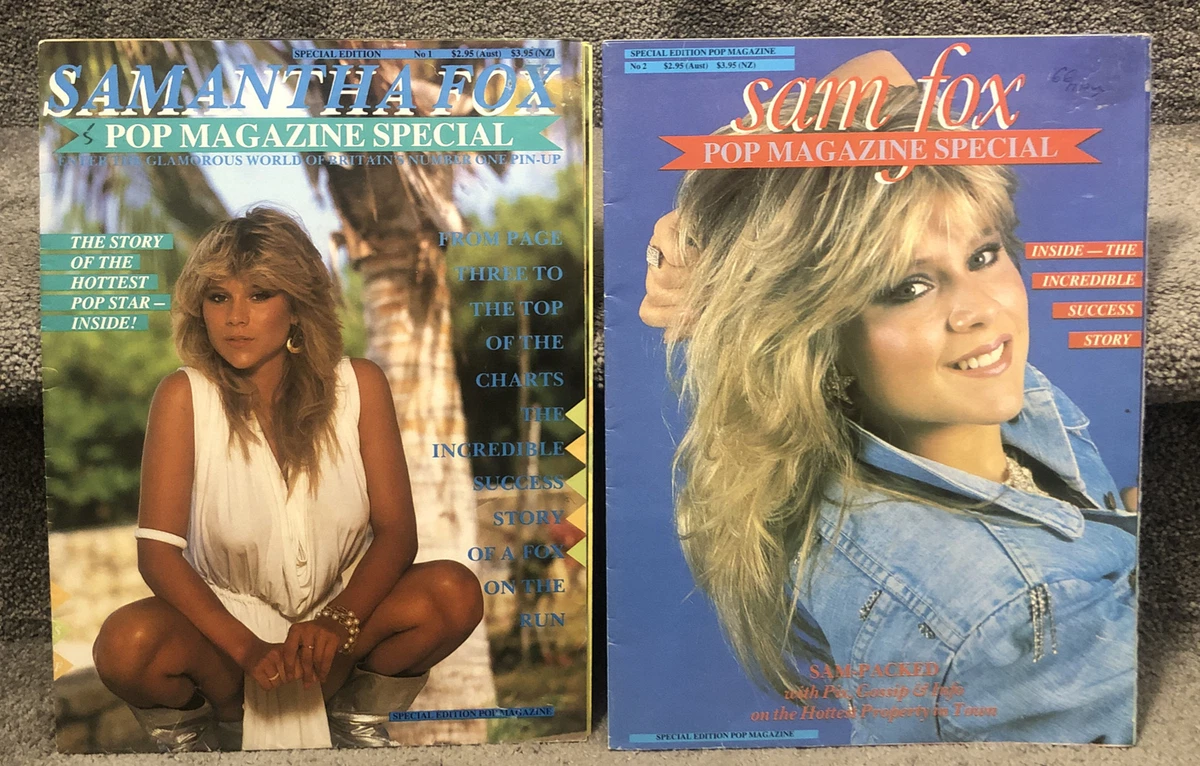 SPECIAL EDITION No 1 $2.95 (Aust) $3.95 (NZ)
SAMANTHA FOX
POP MAGAZINE SPECIAL
ENTER THE GLAMOROUS WORLD OF BRITAIN'S NUMBER ONE PIN-UP
THE STORY
OF THE
HOTTEST
POP STAR —
INSIDE!
FROM PAGE
THREE TO
THE TOP
OF THE
CHARTS
THE
INCREDIBLE
SUCCESS
STORY
OF A FOX
ON THE
RUN
SPECIAL EDITION POP MAGAZINE
SPECIAL EDITION POP MAGAZINE
No 2 $2.95 (Aust) $3.95 (NZ)
sam fox
POP MAGAZINE SPECIAL
INSIDE — THE
INCREDIBLE
SUCCESS
STORY
SAM-PACKED
with Pix, Gossip & Info
on the Hottest Property in Town
SPECIAL EDITION POP MAGAZINE